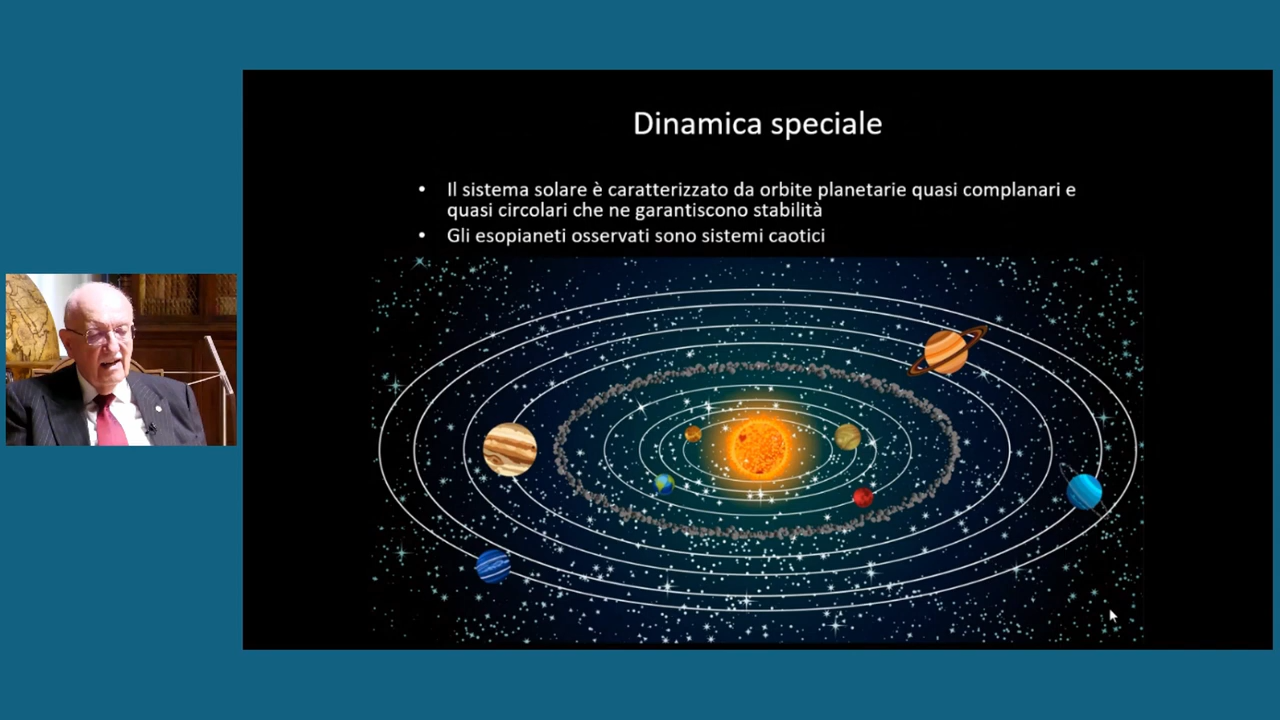 Dinamica speciale
• Il sistema solare è caratterizzato da orbite planetarie quasi complanari e
quasi circolari che ne garantiscono stabilità
• Gli esopianeti osservati sono sistemi caotici